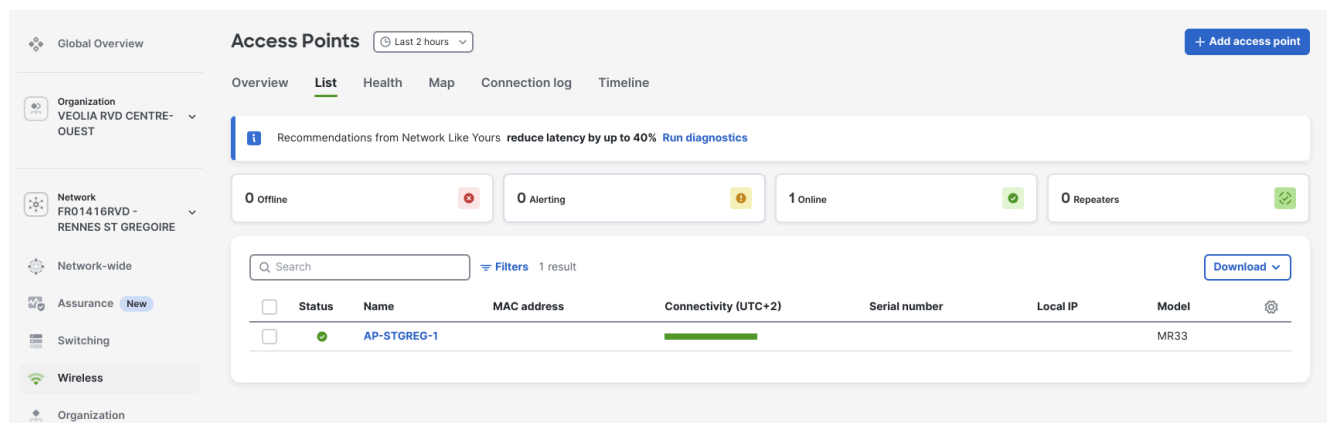 Global Overview
Organization
VEOLIA RVD CENTRE-
OUEST
Network
FR01416RVD -
RENNES ST GREGOIRE
Network-wide
Assurance New
Switching
Wireless
Organization
Access Points Last 2 hours
+ Add access point
Overview List Health Map Connection log Timeline
Recommendations from Network Like Yours reduce latency by up to 40% Run diagnostics
0 Offline
0 Alerting
1 Online
0 Repeaters
Search Filters 1 result
Download
Status Name MAC address Connectivity (UTC+2) Serial number Local IP Model
AP-STGREG-1 MR33